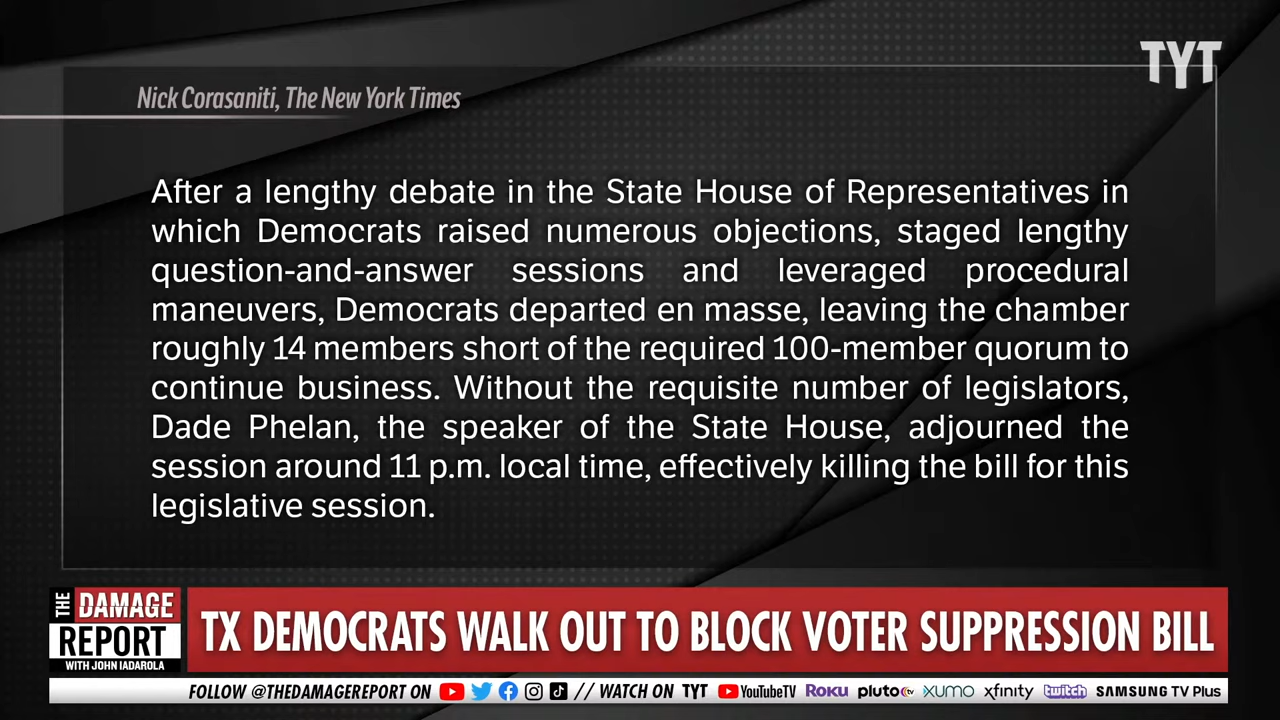 TYT
Nick Corasaniti, The New York Times
After a lengthy debate in the State House of Representatives in
which Democrats raised numerous objections, staged lengthy
question-and-answer sessions and leveraged procedural
maneuvers, Democrats departed en masse, leaving the chamber
roughly 14 members short of the required 100-member quorum to
continue business. Without the requisite number of legislators,
Dade Phelan, the speaker of the State House, adjourned the
session around 11 p.m. local time, effectively killing the bill for this
legislative session.
THE DAMAGE
REPORT
WITH JOHN IADAROLA
TX DEMOCRATS WALK OUT TO BLOCK VOTER SUPPRESSION BILL
FOLLOW @THEDAMAGEREPORT ON // WATCH ON TYT YouTubeTV ROKU pluto tv XUMO xfinity twitch SAMSUNG TV Plus